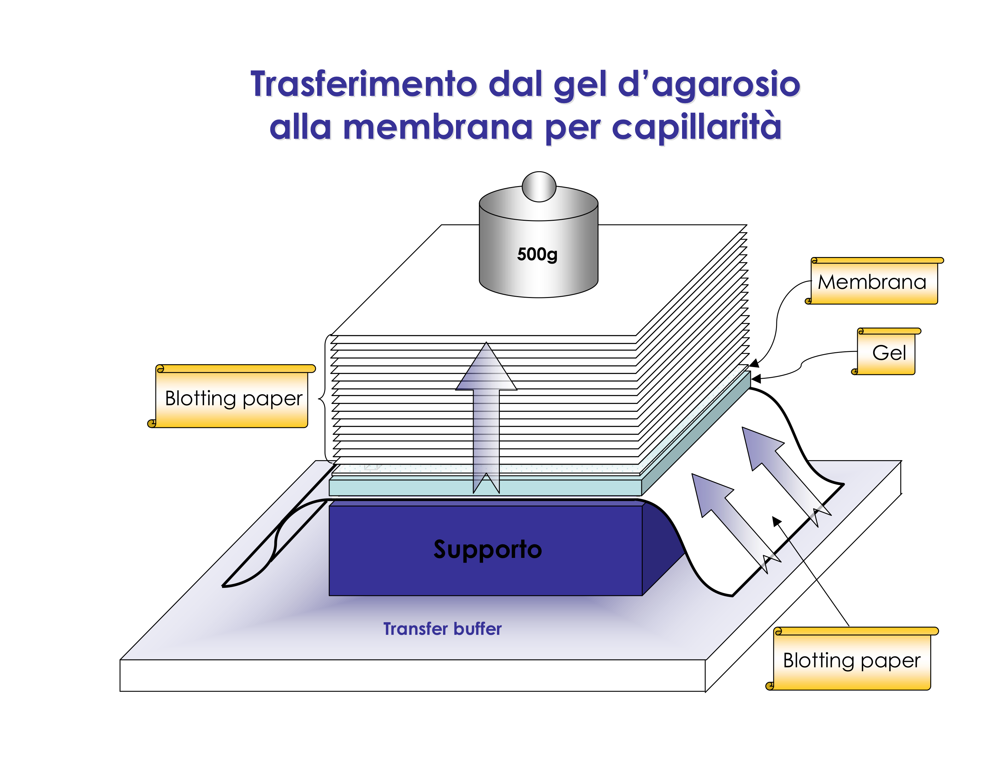 Trasferimento dal gel d’agarosio
alla membrana per capillarità
500g
Membrana
Gel
Blotting paper
Supporto
Transfer buffer
Blotting paper